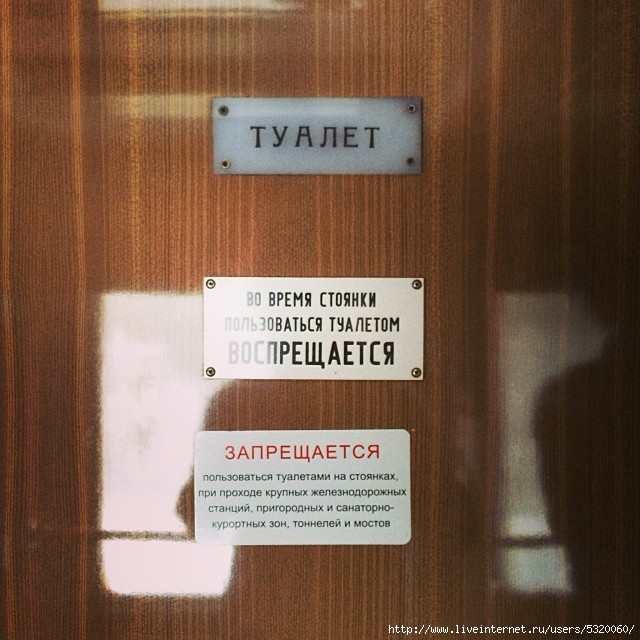 ТУАЛЕТ
ВО ВРЕМЯ СТОЯНКИ
ПОЛЬЗОВАТЬСЯ ТУАЛЕТОМ
ВОСПРЕЩАЕТСЯ
ЗАПРЕЩАЕТСЯ
пользоваться туалетами на стоянках,
при проходе крупных железнодорожных
станций, пригородных и санаторно-
курортных зон, тоннелей и мостов
http://www.liveinternet.ru/users/5320060/